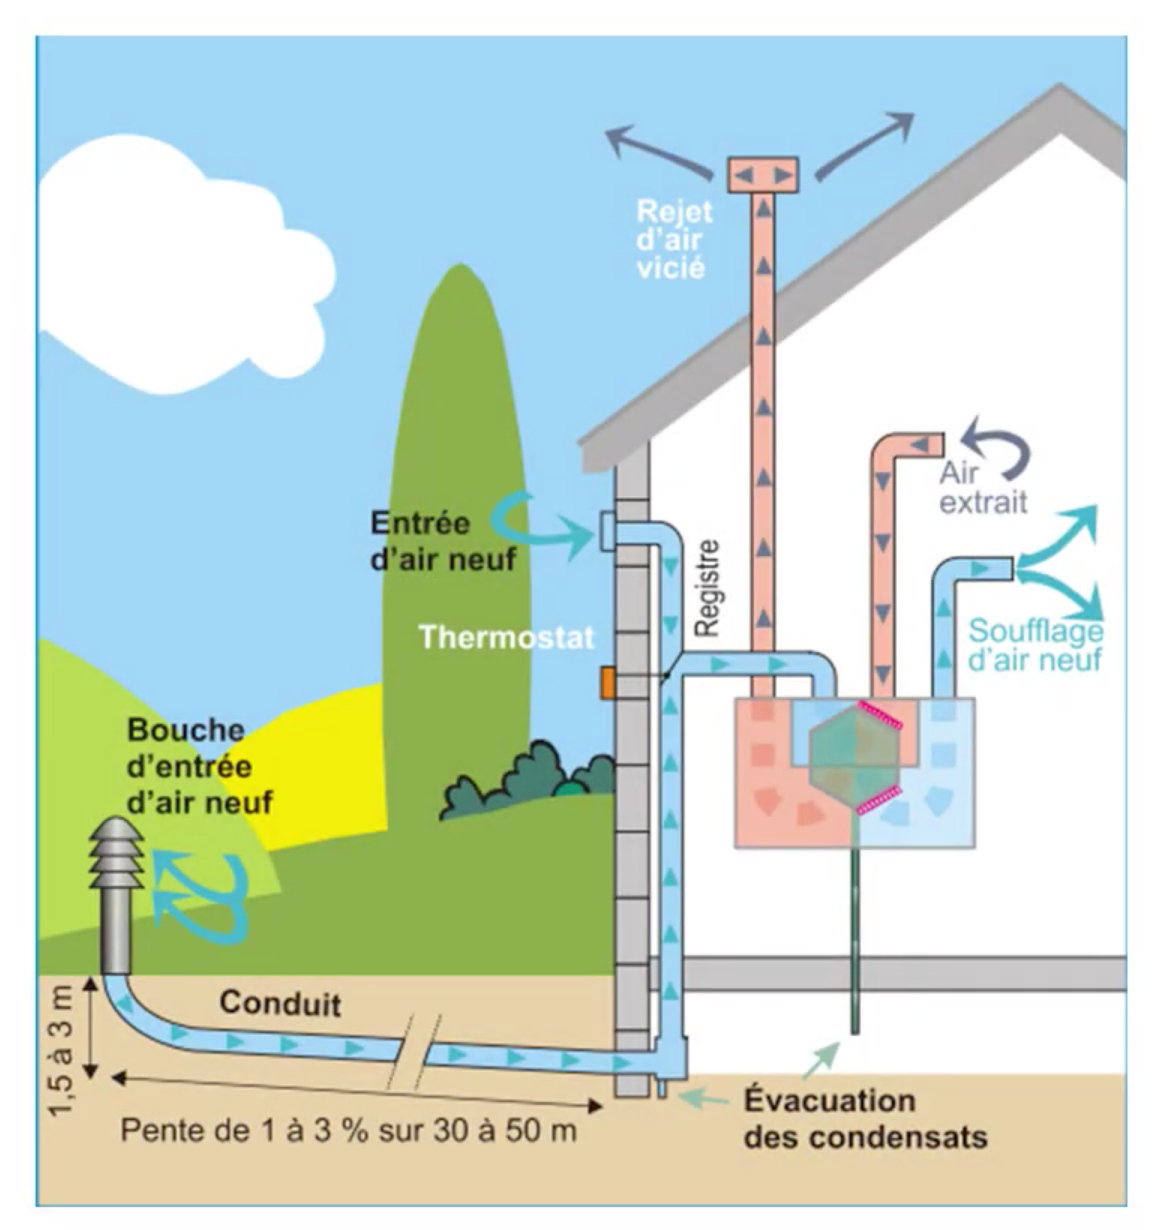 Rejet
d'air
vicié
Air
extrait
Entrée
d'air neuf
Registre
Thermostat
Soufflage
d'air neuf
Bouche
d'entrée
d'air neuf
Conduit
1,5 à 3 m
Pente de 1 à 3 % sur 30 à 50 m
Évacuation
des condensats